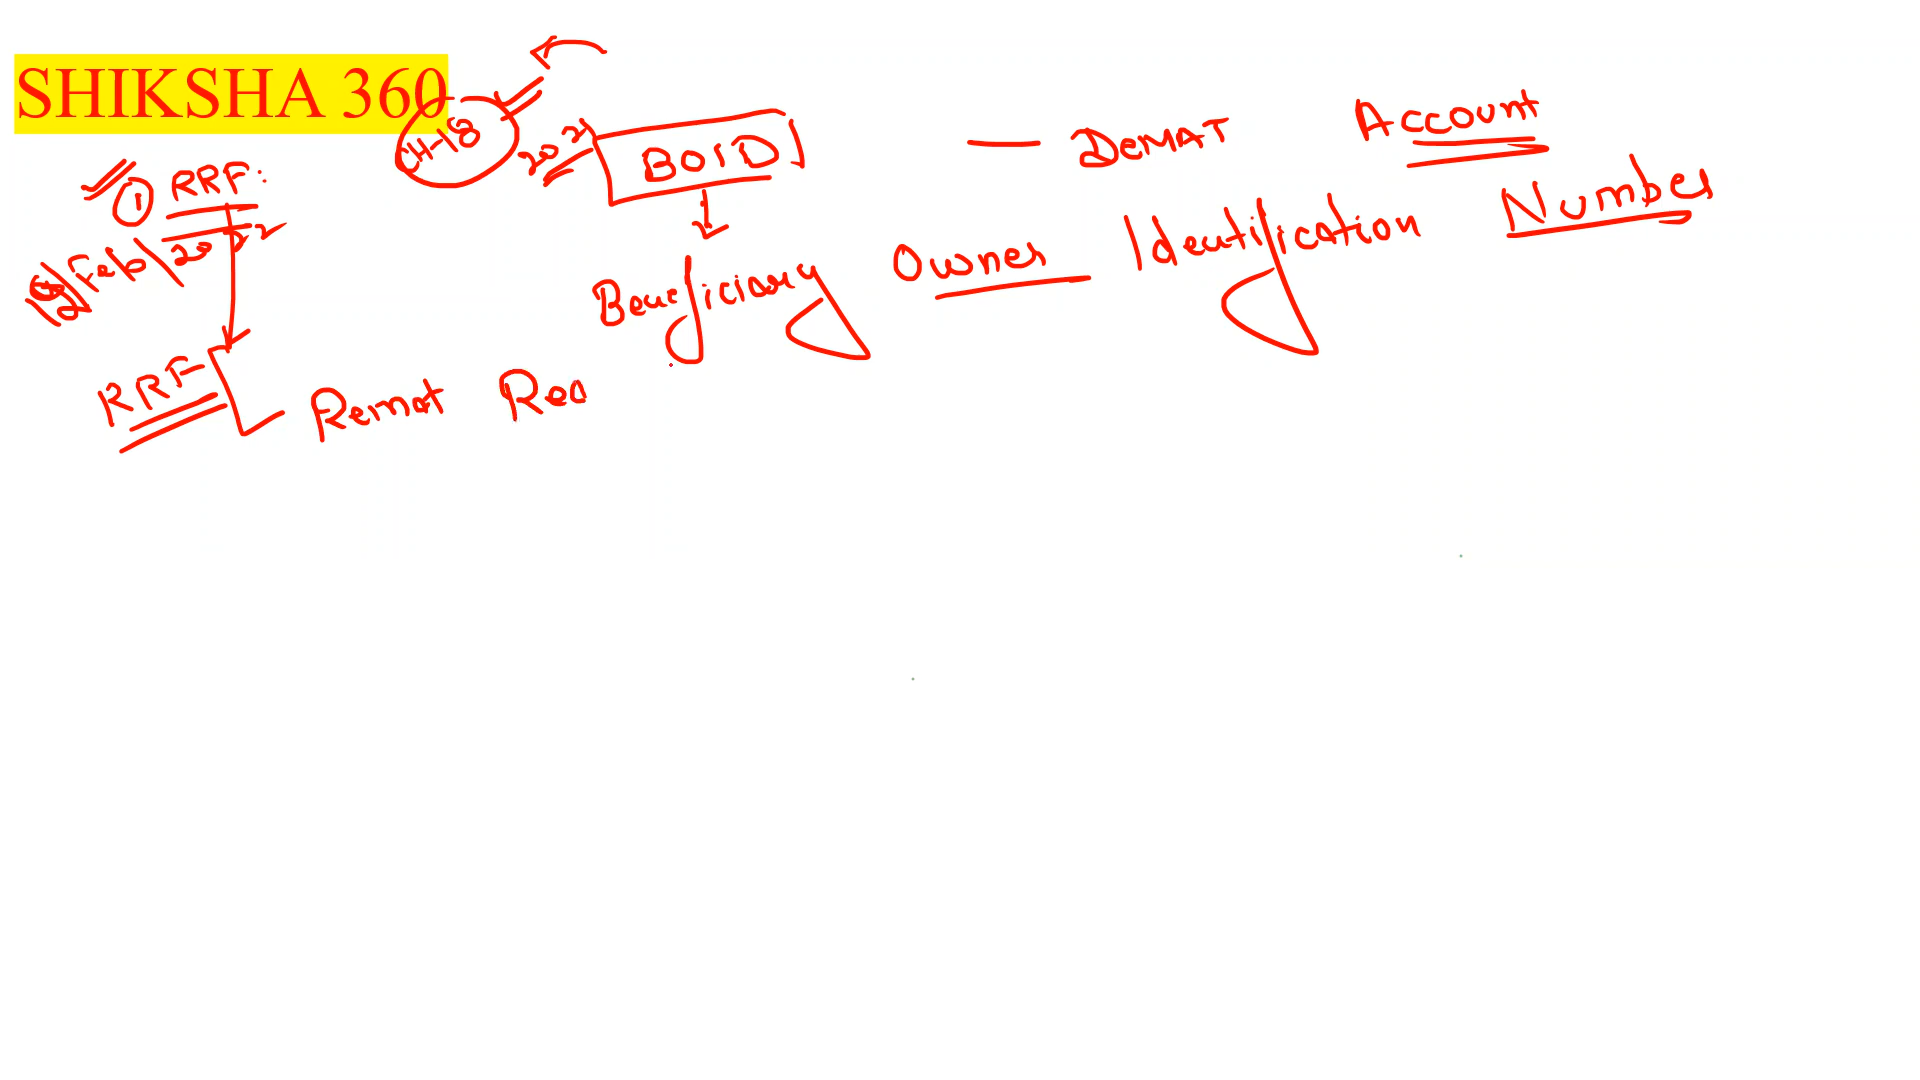 SHIKSHA 360
CH-18
2021
BOID — DEMAT Account
① RRF:
Feb/2022
Beneficiary Owner Identification Number
RRF Remat Req